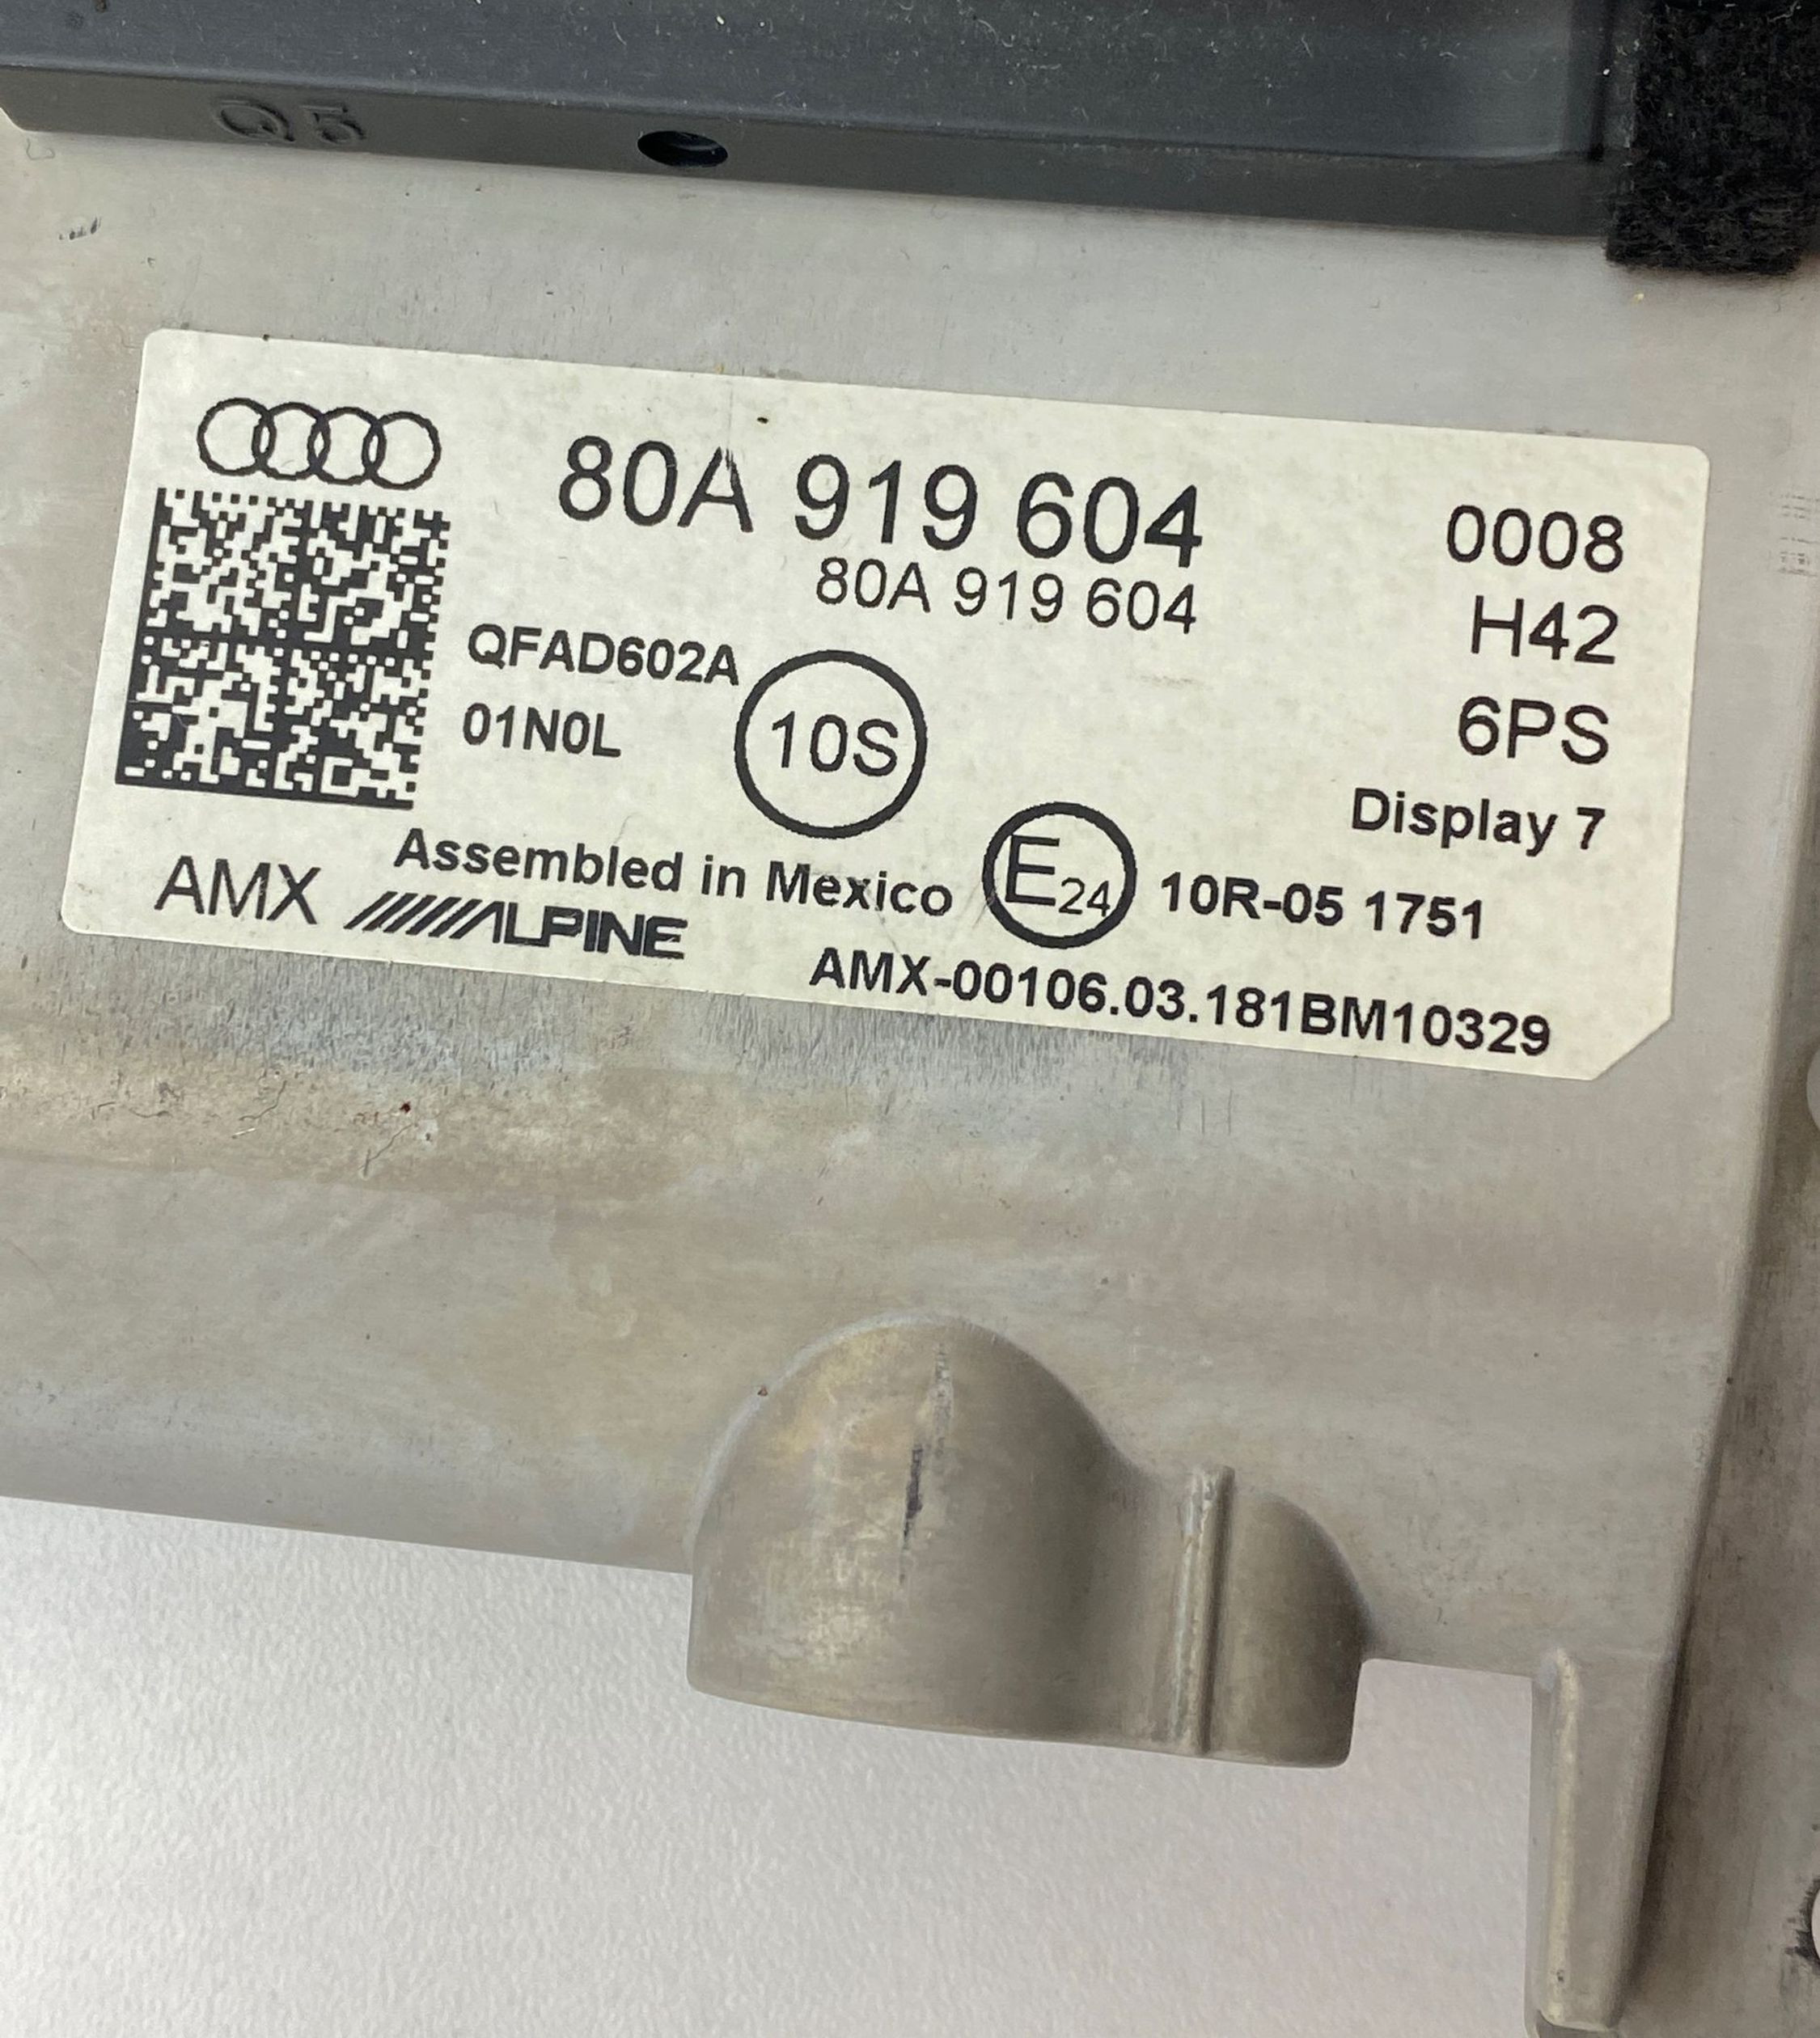 Q5
80A 919 604
80A 919 604
0008
H42
6PS
Display 7
QFAD602A
01N0L
10S
Assembled in Mexico
E24
10R-05 1751
AMX
ALPINE
AMX-00106.03.181BM10329